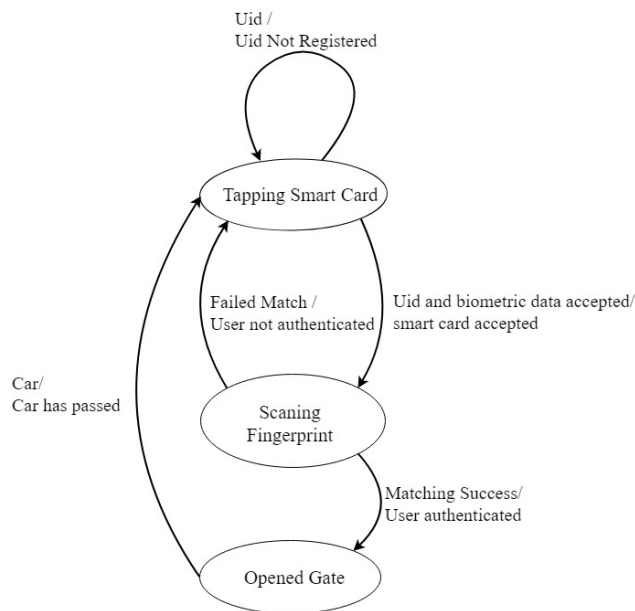 Uid /
Uid Not Registered
Tapping Smart Card
Failed Match /
User not authenticated
Uid and biometric data accepted/
smart card accepted
Car/
Car has passed
Scaning
Fingerprint
Matching Success/
User authenticated
Opened Gate